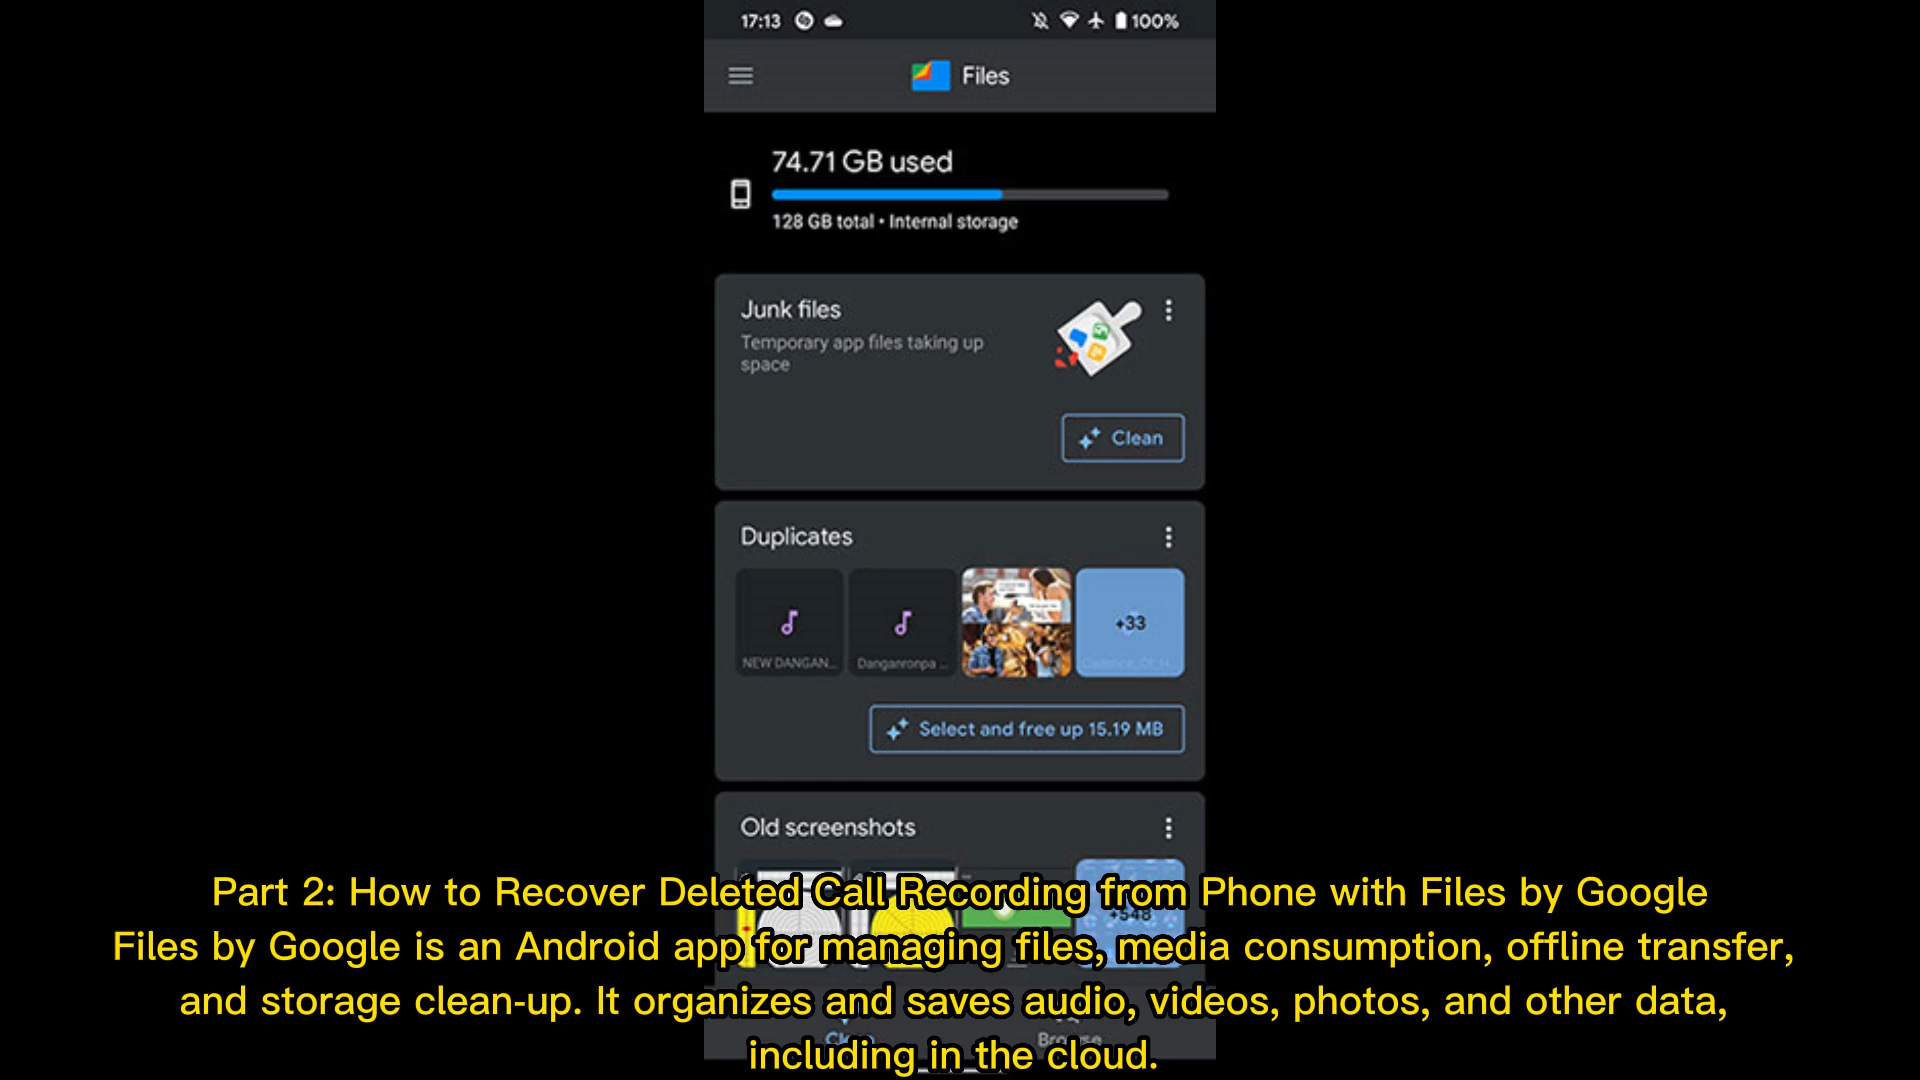 17:13
100%
Files
74.71 GB used
128 GB total • Internal storage
Junk files
Temporary app files taking up
space
Clean
Duplicates
NEW DANGAN...
Danganronpa ...
+33
Select and free up 15.19 MB
Old screenshots
+548
Part 2: How to Recover Deleted Call Recording from Phone with Files by Google
Files by Google is an Android app for managing files, media consumption, offline transfer,
and storage clean-up. It organizes and saves audio, videos, photos, and other data,
Clean
Browse
including in the cloud.